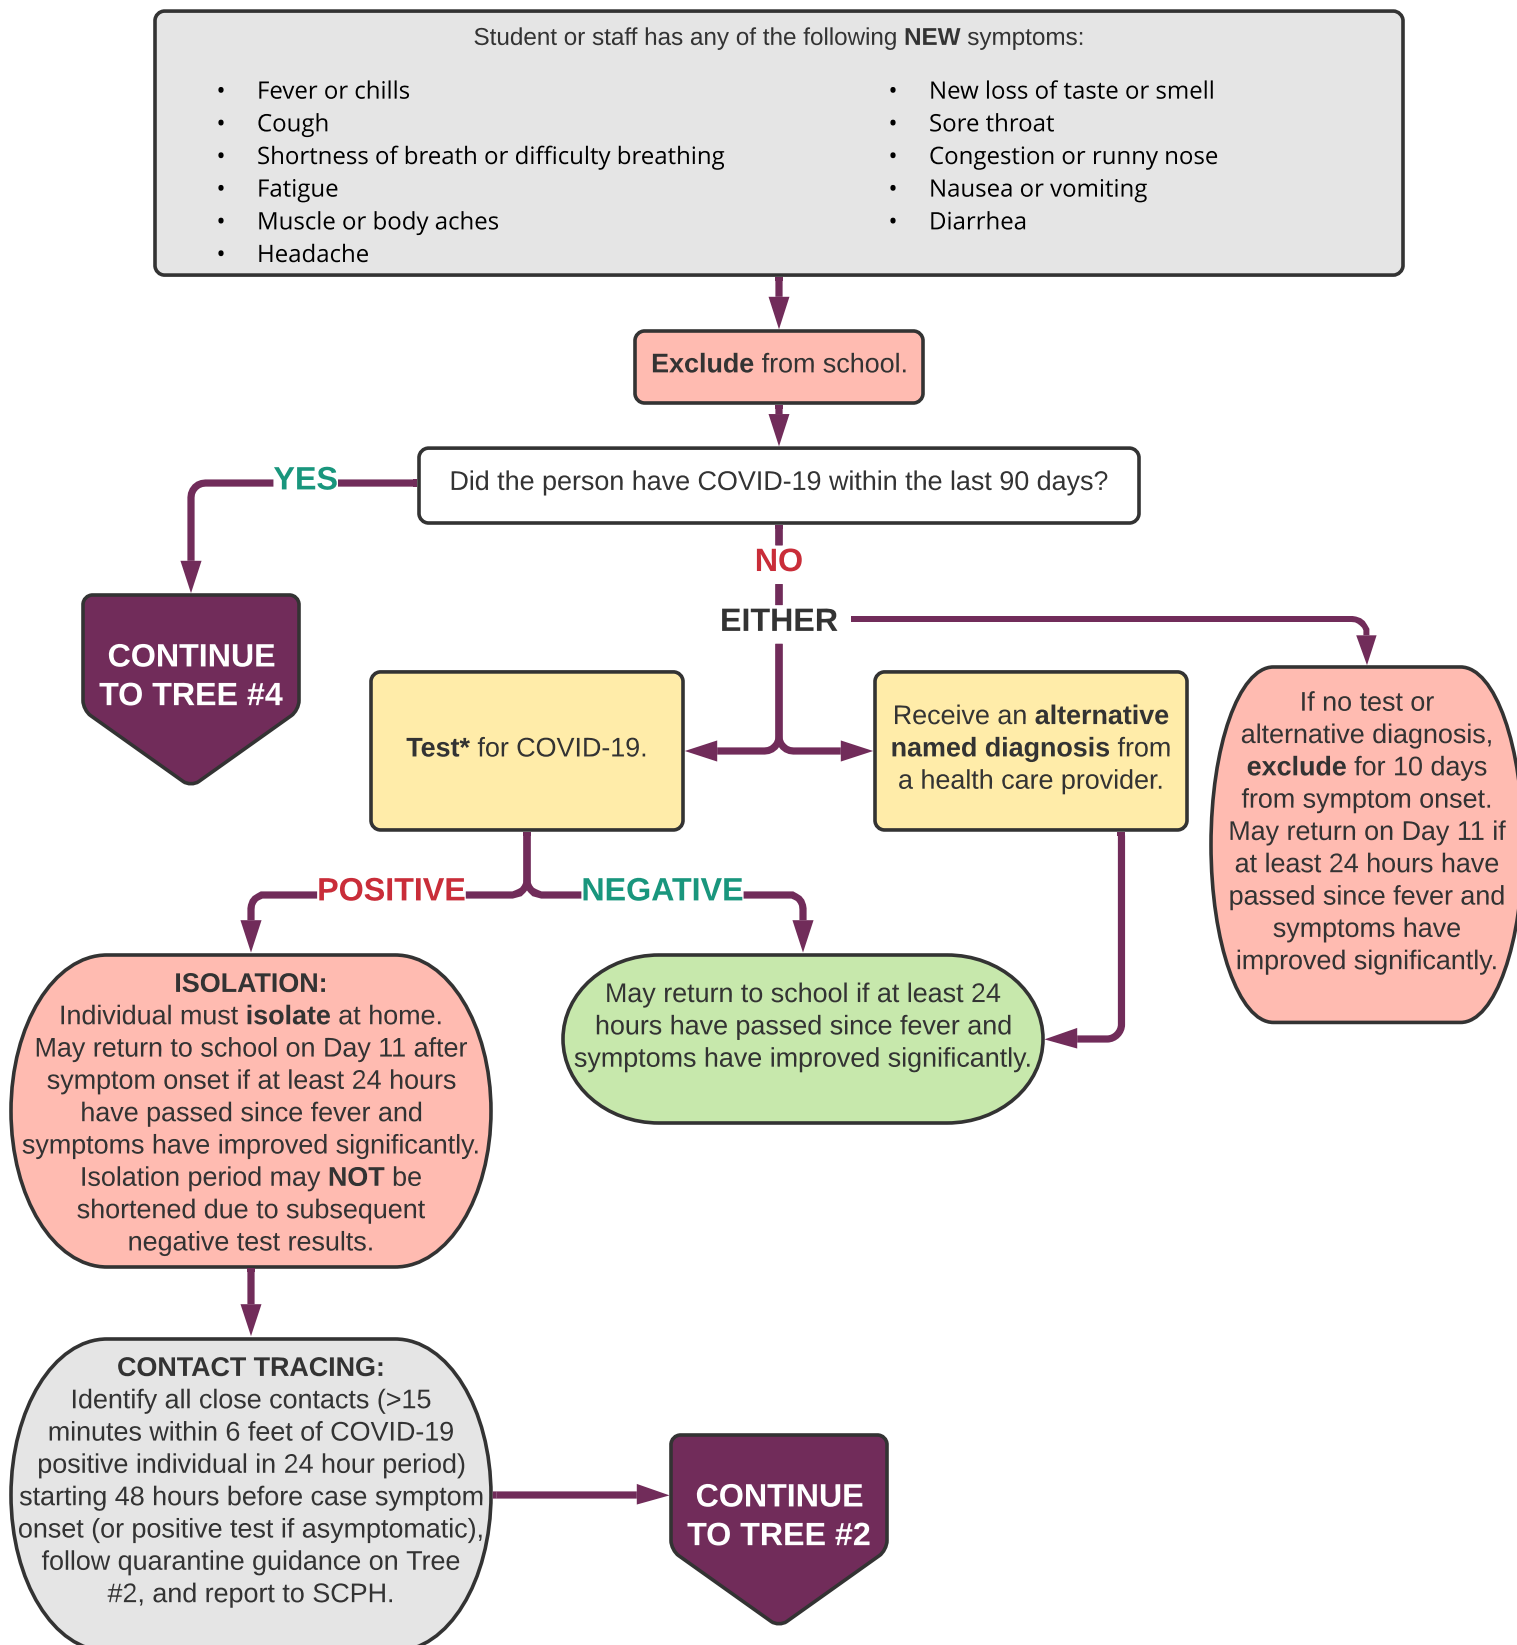 Student or staff has any of the following NEW symptoms:
• Fever or chills
• Cough
• Shortness of breath or difficulty breathing
• Fatigue
• Muscle or body aches
• Headache
• New loss of taste or smell
• Sore throat
• Congestion or runny nose
• Nausea or vomiting
• Diarrhea
Exclude from school.
Did the person have COVID-19 within the last 90 days?
YES
CONTINUE
TO TREE #4
NO
EITHER
Test* for COVID-19.
Receive an alternative
named diagnosis from
a health care provider.
If no test or
alternative diagnosis,
exclude for 10 days
from symptom onset.
May return on Day 11 if
at least 24 hours have
passed since fever and
symptoms have
improved significantly.
POSITIVE
NEGATIVE
ISOLATION:
Individual must isolate at home.
May return to school on Day 11 after
symptom onset if at least 24 hours
have passed since fever and
symptoms have improved significantly.
Isolation period may NOT be
shortened due to subsequent
negative test results.
May return to school if at least 24
hours have passed since fever and
symptoms have improved significantly.
CONTACT TRACING:
Identify all close contacts (>15
minutes within 6 feet of COVID-19
positive individual in 24 hour period)
starting 48 hours before case symptom
onset (or positive test if asymptomatic),
follow quarantine guidance on Tree
#2, and report to SCPH.
CONTINUE
TO TREE #2